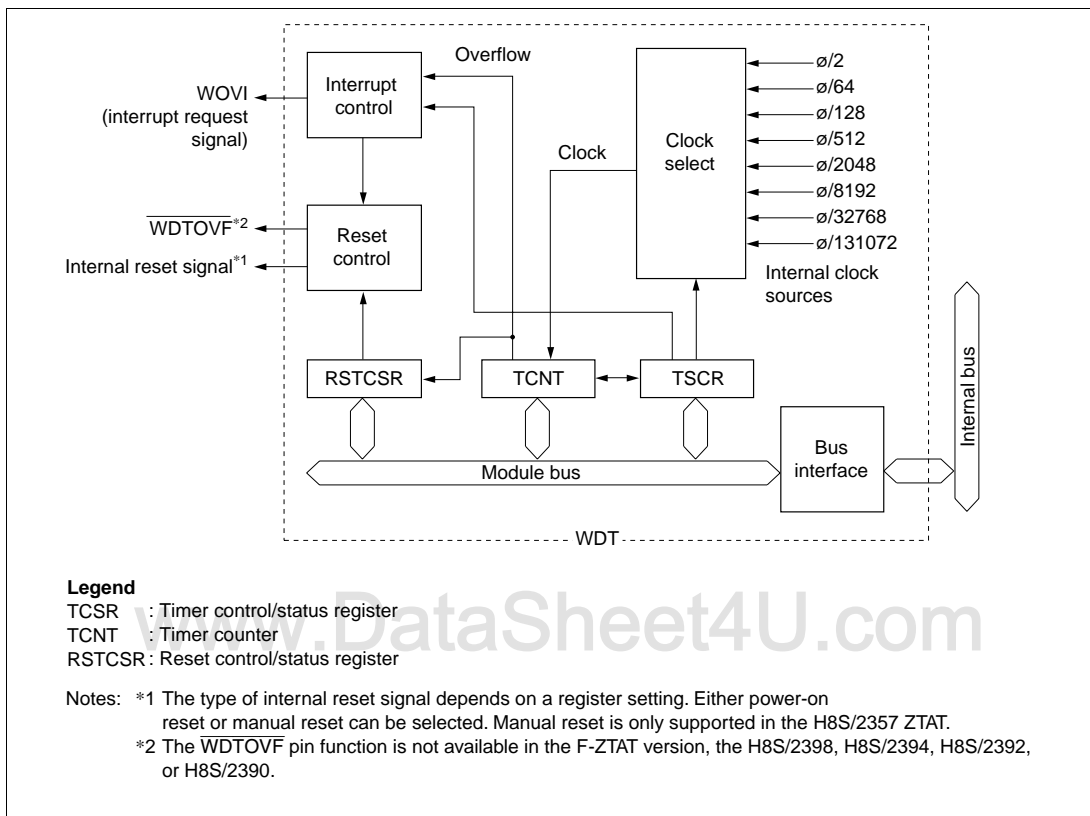 Overflow
Interrupt
control
WOVI
(interrupt request
signal)
Clock
Clock
select
ø/2
ø/64
ø/128
ø/512
ø/2048
ø/8192
ø/32768
ø/131072
Internal clock
sources
WDTOVF*2
Internal reset signal*1
Reset
control
RSTCSR
TCNT
TSCR
Module bus
Bus
interface
Internal bus
WDT
Legend
TCSR : Timer control/status register
TCNT : Timer counter
RSTCSR : Reset control/status register
www.DataSheet4U.com
Notes: *1 The type of internal reset signal depends on a register setting. Either power-on
reset or manual reset can be selected. Manual reset is only supported in the H8S/2357 ZTAT.
*2 The WDTOVF pin function is not available in the F-ZTAT version, the H8S/2398, H8S/2394, H8S/2392,
or H8S/2390.